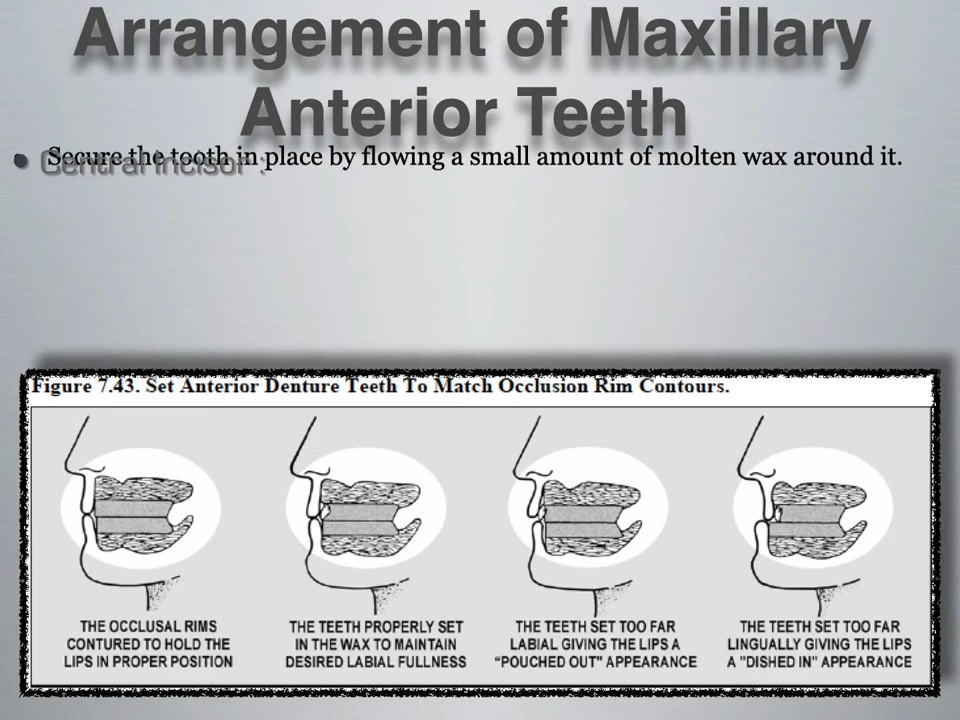 Arrangement of Maxillary
Anterior Teeth
• Central incisor :
Secure the tooth in place by flowing a small amount of molten wax around it.
Figure 7.43. Set Anterior Denture Teeth To Match Occlusion Rim Contours.
THE OCCLUSAL RIMS
CONTURED TO HOLD THE
LIPS IN PROPER POSITION
THE TEETH PROPERLY SET
IN THE WAX TO MAINTAIN
DESIRED LABIAL FULLNESS
THE TEETH SET TOO FAR
LABIAL GIVING THE LIPS A
“POUCHED OUT” APPEARANCE
THE TEETH SET TOO FAR
LINGUALLY GIVING THE LIPS
A "DISHED IN" APPEARANCE